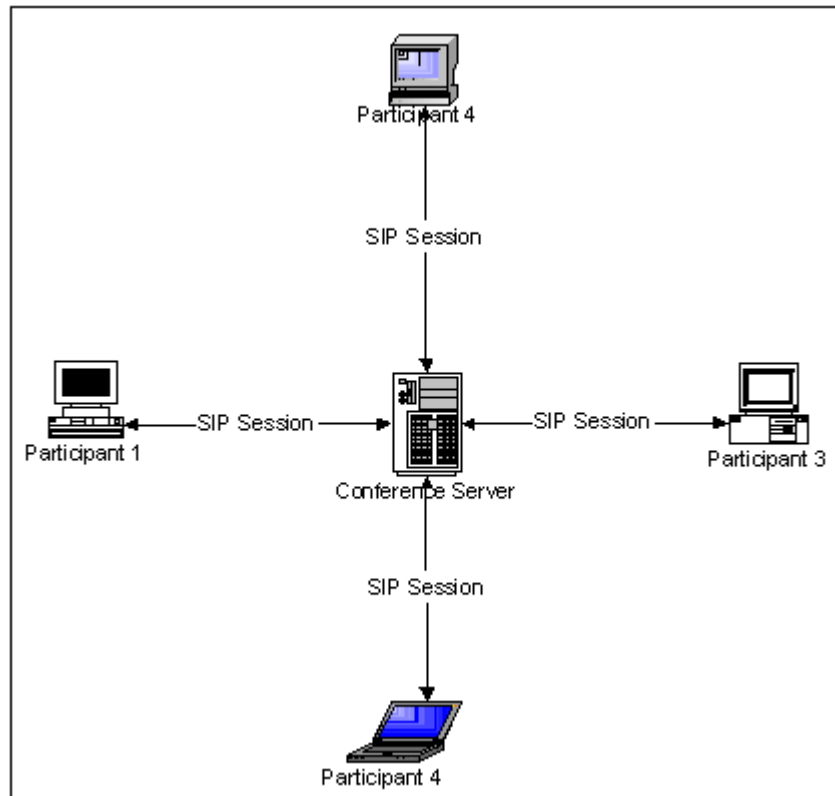 Participant 4
SIP Session
SIP Session
SIP Session
Participant 1
Participant 3
Conference Server
SIP Session
Participant 4